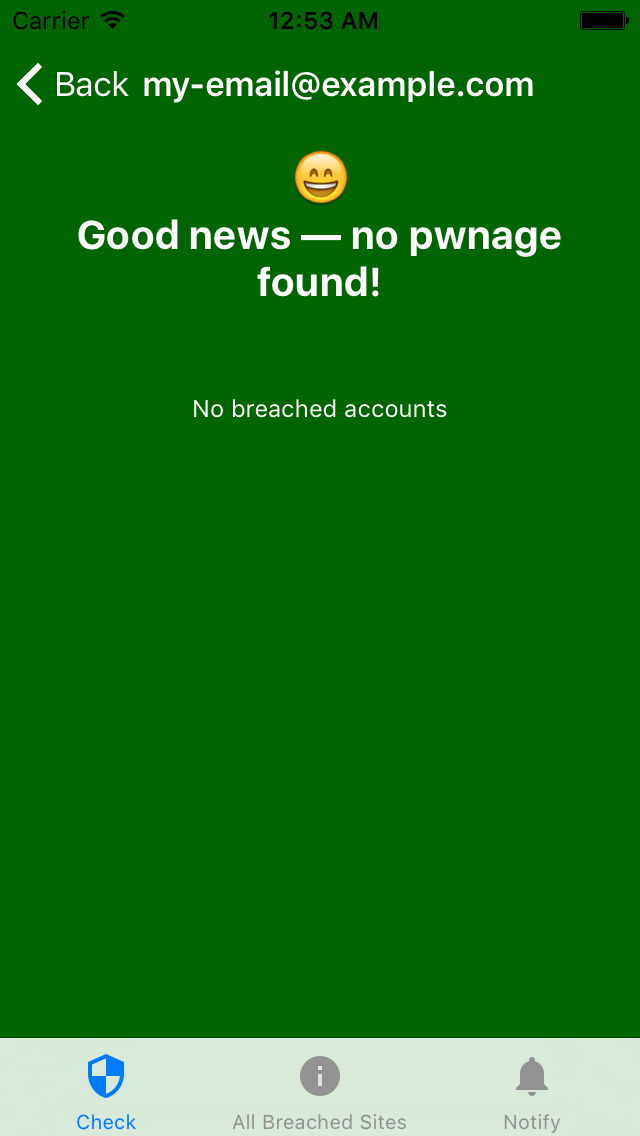 Carrier 12:53 AM
Back my-email@example.com
Good news — no pwnage
found!
No breached accounts
Check All Breached Sites Notify